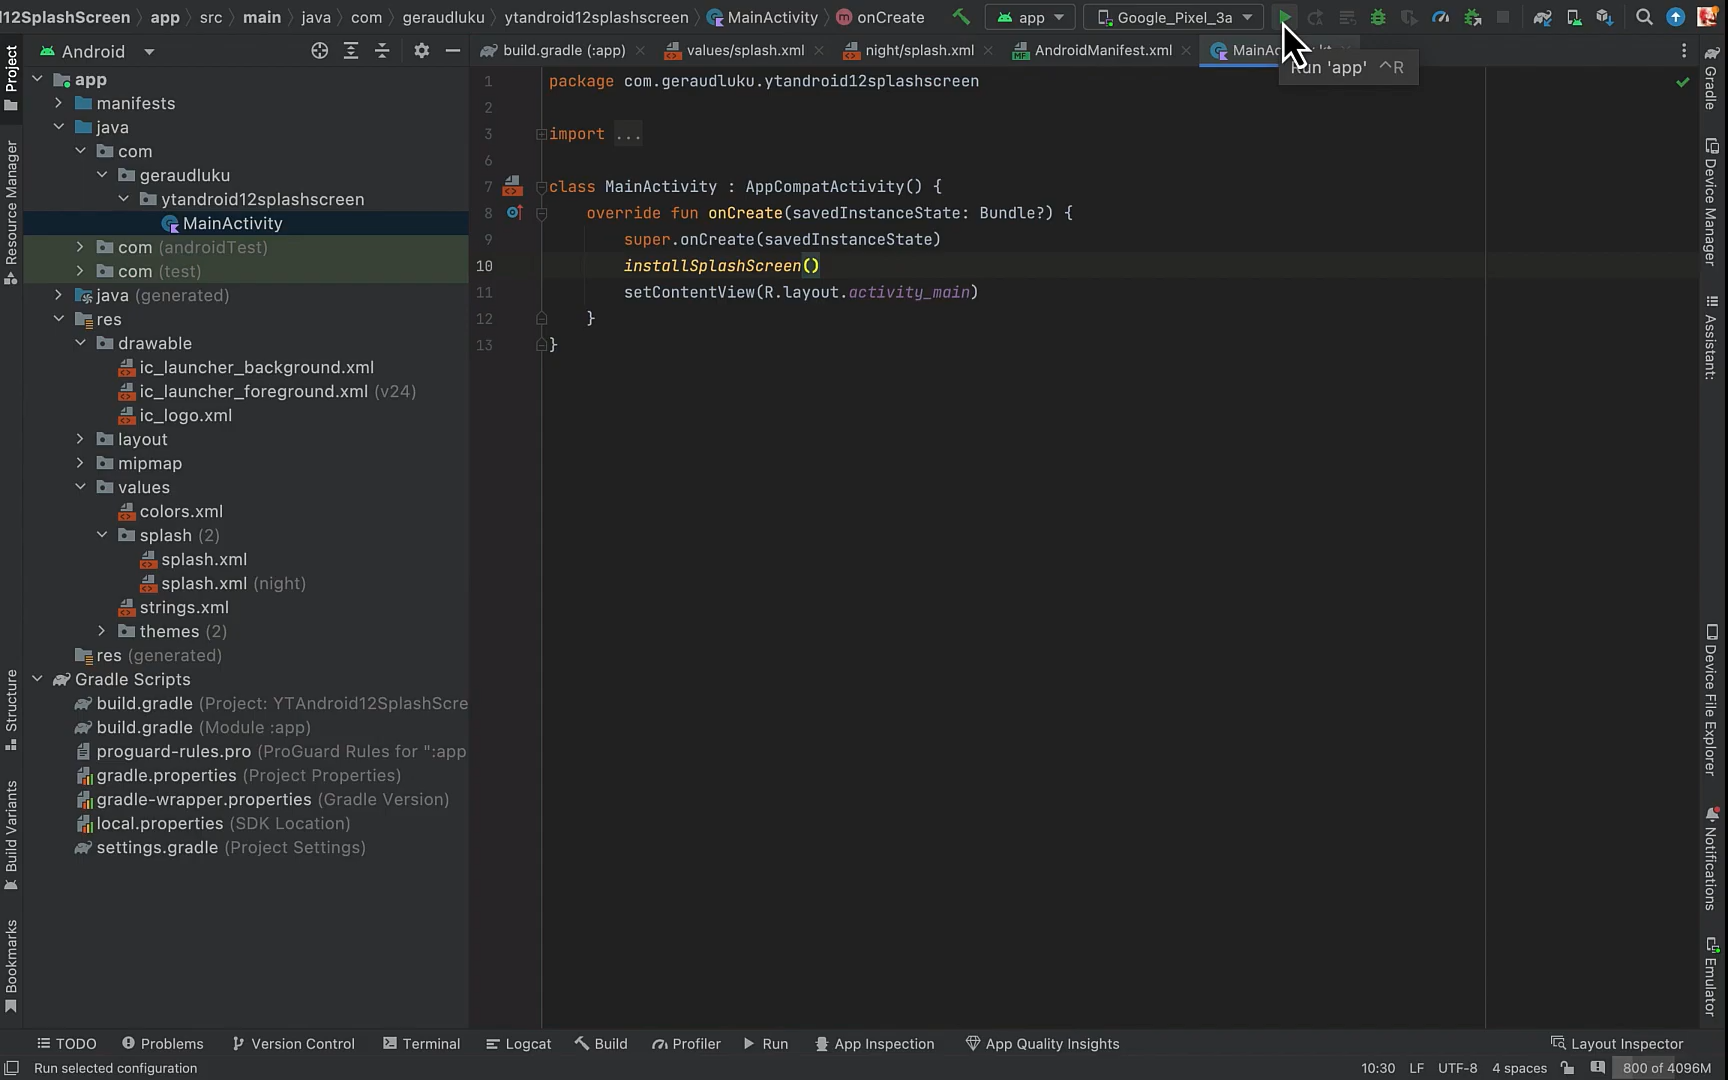 12SplashScreen app src main java com geraudluku ytandroid12splashscreen MainActivity onCreate app Google_Pixel_3a
Project
Android
build.gradle (:app) values/splash.xml night/splash.xml AndroidManifest.xml
Run 'app' ^R
app
manifests
java
com
geraudluku
ytandroid12splashscreen
MainActivity
com (androidTest)
com (test)
java (generated)
res
drawable
ic_launcher_background.xml
ic_launcher_foreground.xml (v24)
ic_logo.xml
layout
mipmap
values
colors.xml
splash (2)
splash.xml
splash.xml (night)
strings.xml
themes (2)
res (generated)
Gradle Scripts
build.gradle (Project: YTAndroid12SplashScre
build.gradle (Module :app)
proguard-rules.pro (ProGuard Rules for ":app
gradle.properties (Project Properties)
gradle-wrapper.properties (Gradle Version)
local.properties (SDK Location)
settings.gradle (Project Settings)
Resource Manager
Structure
Build Variants
Bookmarks
1 package com.geraudluku.ytandroid12splashscreen
2
3 import ...
6
7 class MainActivity : AppCompatActivity() {
8 override fun onCreate(savedInstanceState: Bundle?) {
9 super.onCreate(savedInstanceState)
10 installSplashScreen()
11 setContentView(R.layout.activity_main)
12 }
13 }
Gradle
Device Manager
Assistant:
Device File Explorer
Notifications
Emulator
TODO Problems Version Control Terminal Logcat Build Profiler Run App Inspection App Quality Insights Layout Inspector
Run selected configuration 10:30 LF UTF-8 4 spaces 800 of 4096M